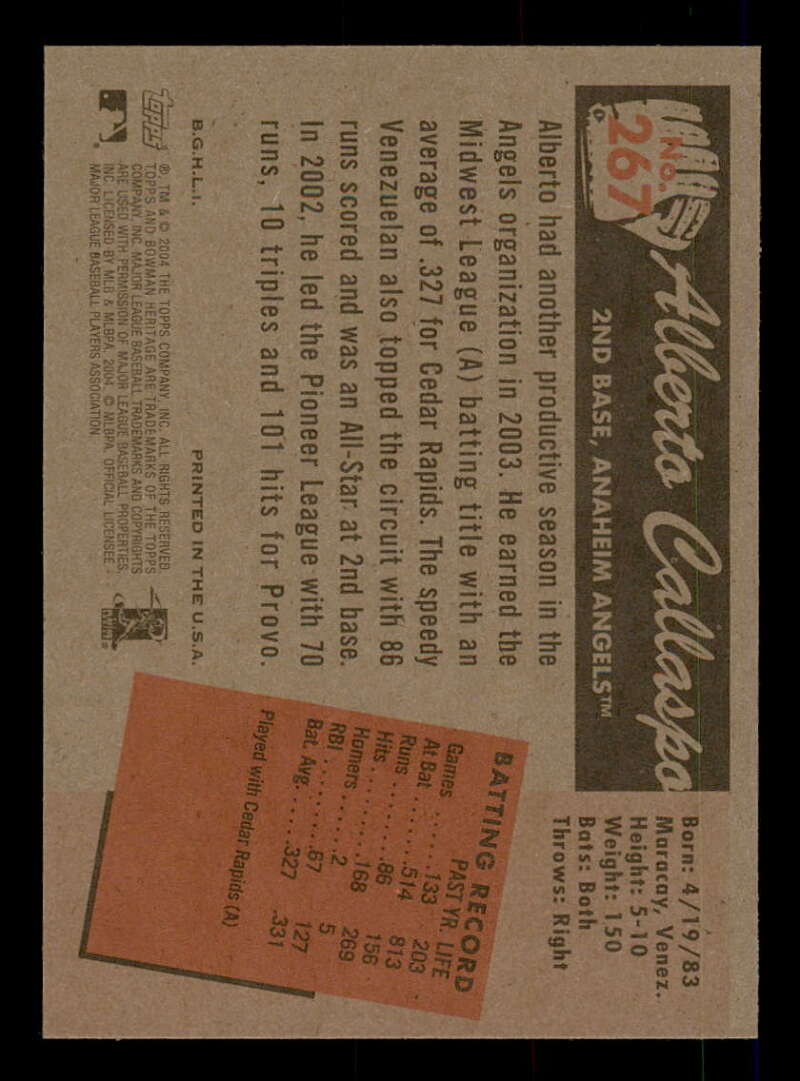 No.
267
Alberto Callaspo
2ND BASE, ANAHEIM ANGELS™
Born: 4/19/83
Maracay, Venez.
Height: 5-10
Weight: 150
Bats: Both
Throws: Right
Alberto had another productive season in the
Angels organization in 2003. He earned the
Midwest League (A) batting title with an
average of .327 for Cedar Rapids. The speedy
Venezuelan also topped the circuit with 86
runs scored and was an All-Star at 2nd base.
In 2002, he led the Pioneer League with 70
runs, 10 triples and 101 hits for Provo.
B.G.H.L.I. PRINTED IN THE U.S.A.
Topps
®, TM & © 2004 THE TOPPS COMPANY, INC. ALL RIGHTS RESERVED.
TOPPS AND BOWMAN HERITAGE ARE TRADEMARKS OF THE TOPPS
COMPANY, INC. MAJOR LEAGUE BASEBALL TRADEMARKS AND COPYRIGHTS
ARE USED WITH PERMISSION OF MAJOR LEAGUE BASEBALL PROPERTIES,
INC. LICENSED BY MLB & MLBPA, 2004 © MLBPA, OFFICIAL LICENSEE -
MAJOR LEAGUE BASEBALL PLAYERS ASSOCIATION
BATTING RECORD
PAST YR. LIFE
Games ......133 203
At Bat ......514 813
Runs ........86 156
Hits .........168 269
Homers ......2 5
RBI ........67 127
Bat. Avg. .....327 .331
Played with Cedar Rapids (A)